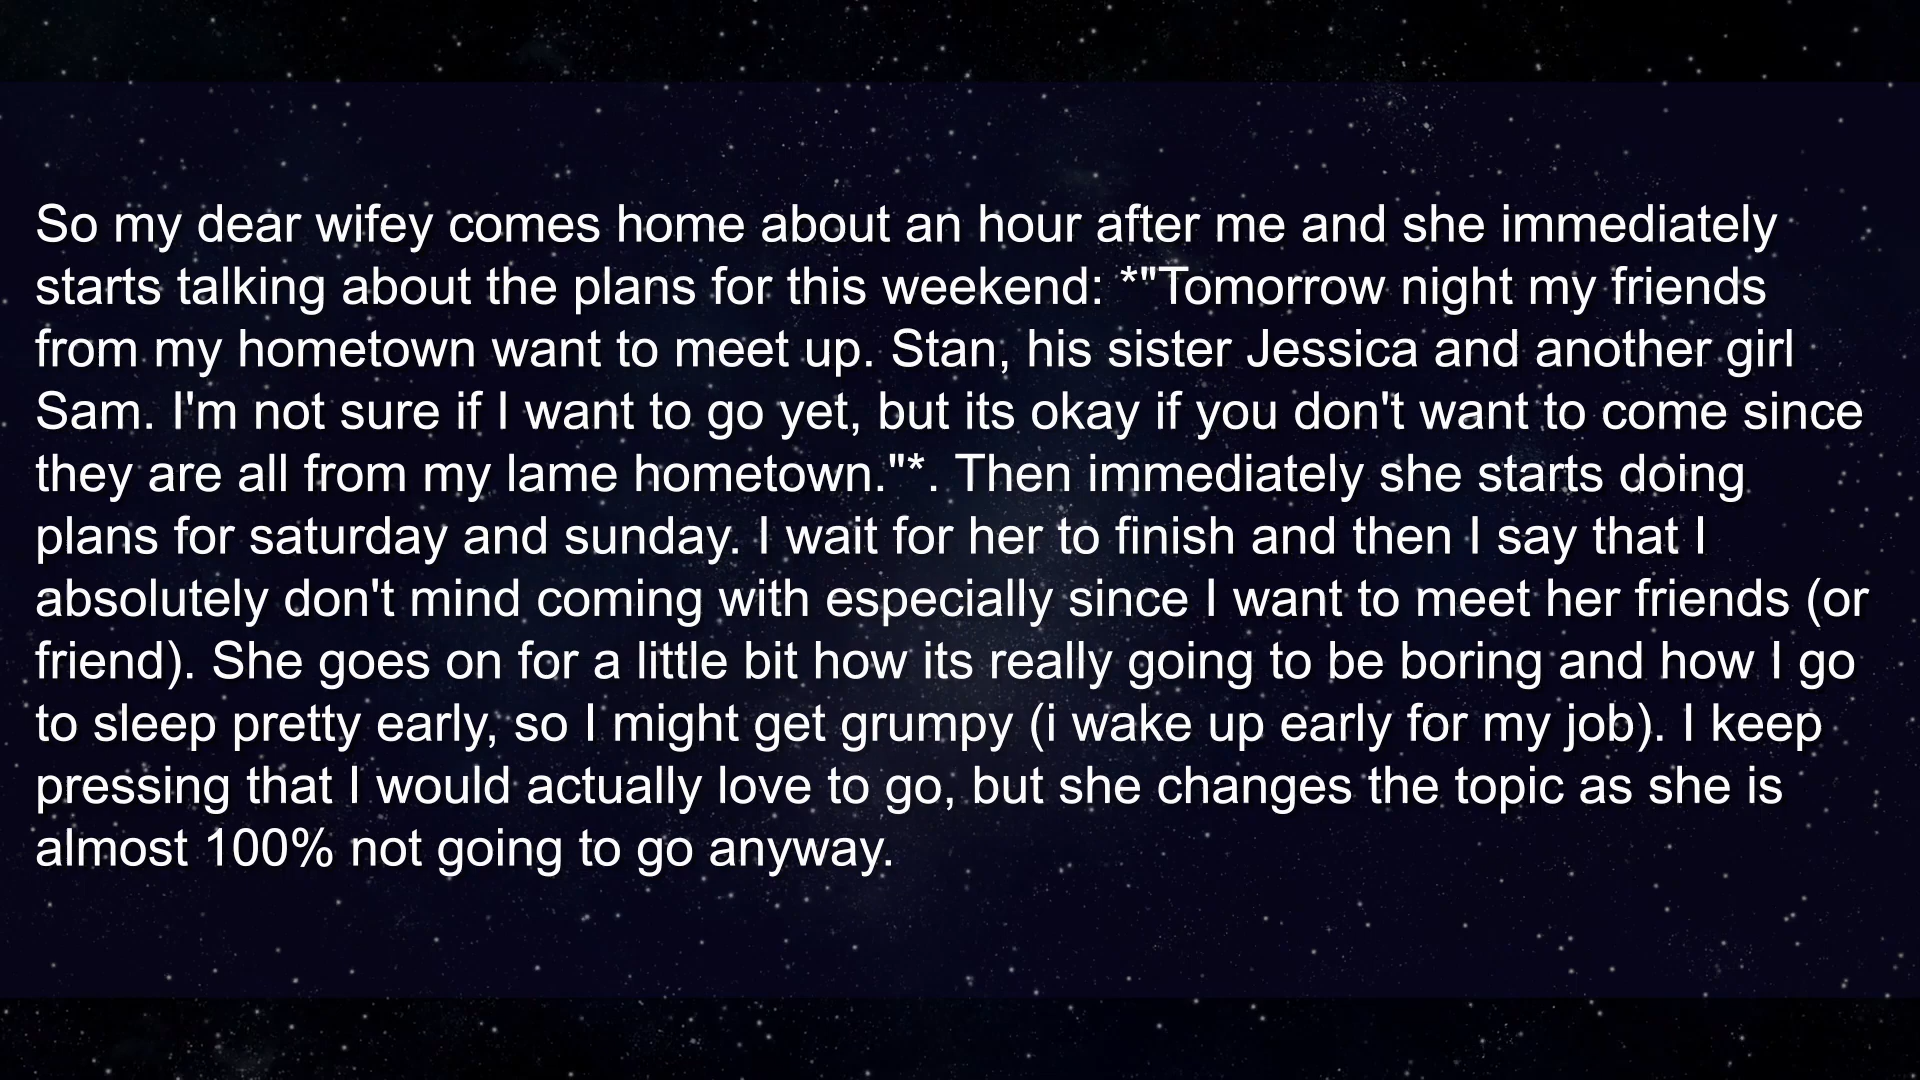 So my dear wifey comes home about an hour after me and she immediately
starts talking about the plans for this weekend: *"Tomorrow night my friends
from my hometown want to meet up. Stan, his sister Jessica and another girl
Sam. I'm not sure if I want to go yet, but its okay if you don't want to come since
they are all from my lame hometown."*. Then immediately she starts doing
plans for saturday and sunday. I wait for her to finish and then I say that I
absolutely don't mind coming with especially since I want to meet her friends (or
friend). She goes on for a little bit how its really going to be boring and how I go
to sleep pretty early, so I might get grumpy (i wake up early for my job). I keep
pressing that I would actually love to go, but she changes the topic as she is
almost 100% not going to go anyway.